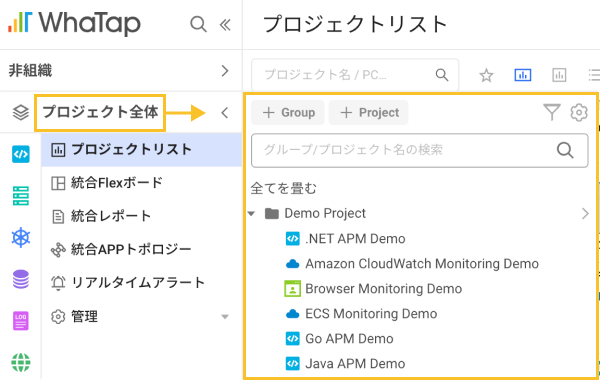 WhaTap
プロジェクトリスト
非組織
プロジェクト名 / PC...
プロジェクト全体
+ Group
+ Project
プロジェクトリスト
グループ/プロジェクト名の検索
統合Flexボード
全てを畳む
統合レポート
Demo Project
統合APPトポロジー
.NET APM Demo
Amazon CloudWatch Monitoring Demo
リアルタイムアラート
Browser Monitoring Demo
管理
ECS Monitoring Demo
LOG
Go APM Demo
Java APM Demo